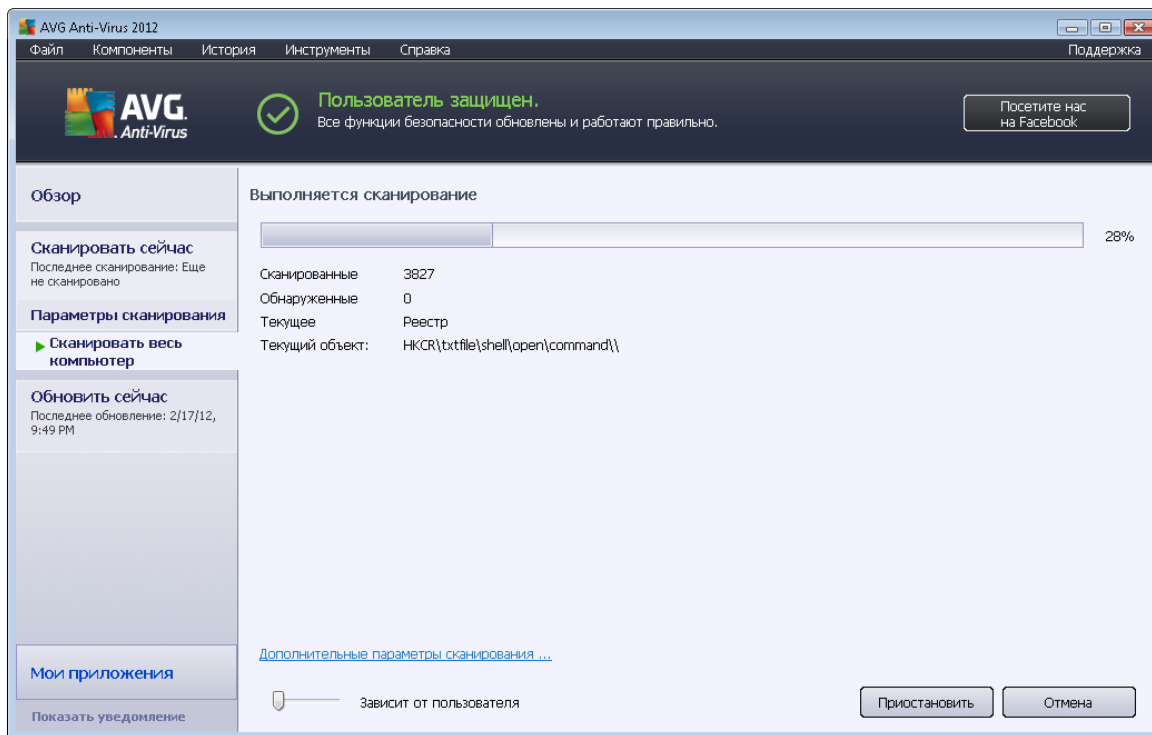 AVG Anti-Virus 2012
Файл Компоненты История Инструменты Справка Поддержка
AVG.
Anti-Virus
Пользователь защищен.
Все функции безопасности обновлены и работают правильно.
Посетите нас
на Facebook
Обзор
Сканировать сейчас
Последнее сканирование: Еще
не сканировано
Параметры сканирования
Сканировать весь
компьютер
Обновить сейчас
Последнее обновление: 2/17/12,
9:49 PM
Мои приложения
Показать уведомление
Выполняется сканирование
28%
Сканированные 3827
Обнаруженные 0
Текущее Реестр
Текущий объект: HKCR\txtfile\shell\open\command\\
Дополнительные параметры сканирования ...
Зависит от пользователя
Приостановить Отмена